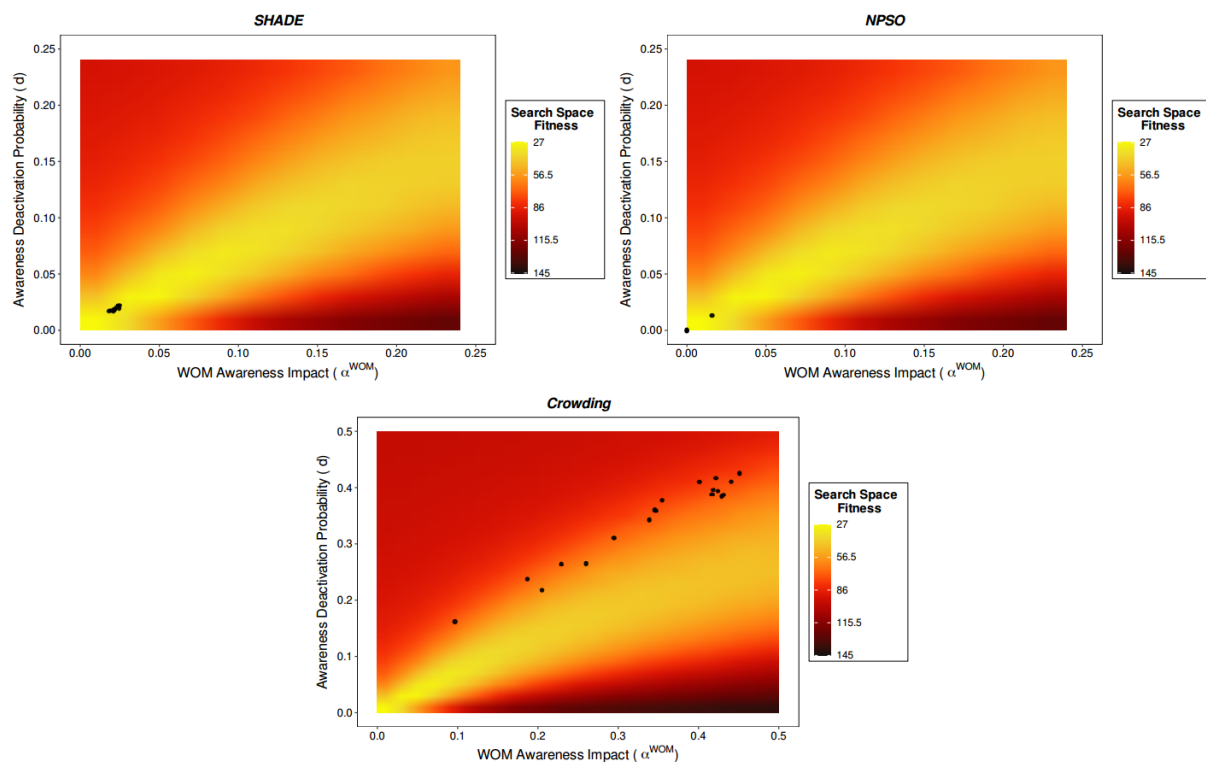 SHADE
0.25
0.20
0.15
0.10
0.05
0.00
Awareness Deactivation Probability ( d)
0.00 0.05 0.10 0.15 0.20 0.25
WOM Awareness Impact ( α^WOM)
Search Space
Fitness
27
56.5
86
115.5
145
NPSO
0.25
0.20
0.15
0.10
0.05
0.00
Awareness Deactivation Probability ( d)
0.00 0.05 0.10 0.15 0.20 0.25
WOM Awareness Impact ( α^WOM)
Search Space
Fitness
27
56.5
86
115.5
145
Crowding
0.5
0.4
0.3
0.2
0.1
0.0
Awareness Deactivation Probability ( d)
0.0 0.1 0.2 0.3 0.4 0.5
WOM Awareness Impact ( α^WOM)
Search Space
Fitness
27
56.5
86
115.5
145